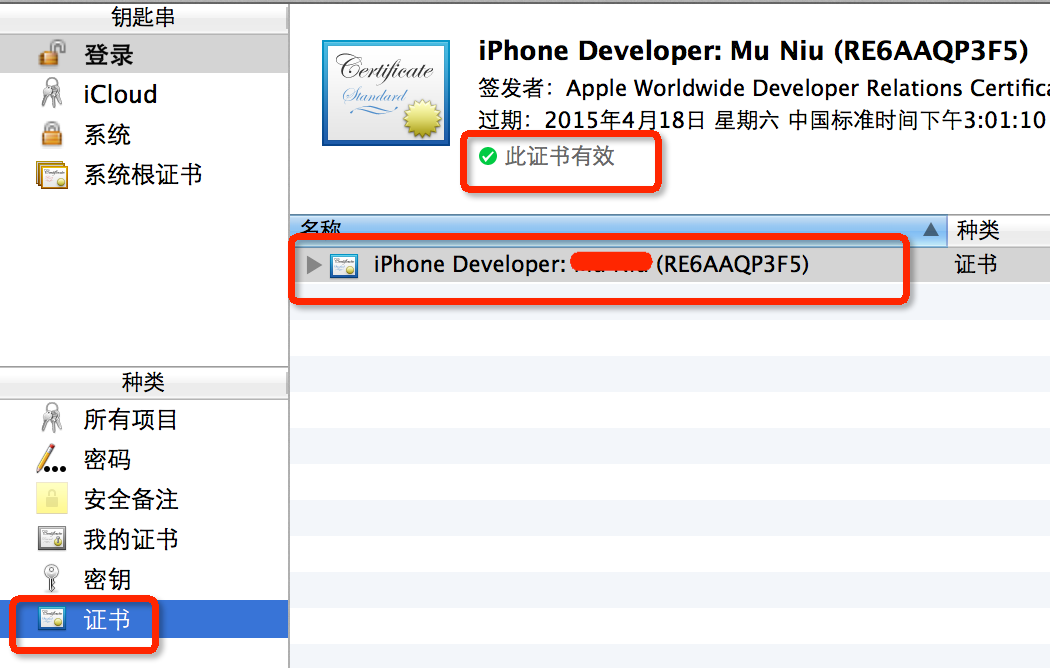 钥匙串
登录
iCloud
系统
系统根证书
种类
所有项目
密码
安全备注
我的证书
密钥
证书
Certificate
Standard
iPhone Developer: Mu Niu (RE6AAQP3F5)
签发者：Apple Worldwide Developer Relations Certifica
过期：2015年4月18日 星期六 中国标准时间下午3:01:10
此证书有效
名称 种类
iPhone Developer: (RE6AAQP3F5) 证书